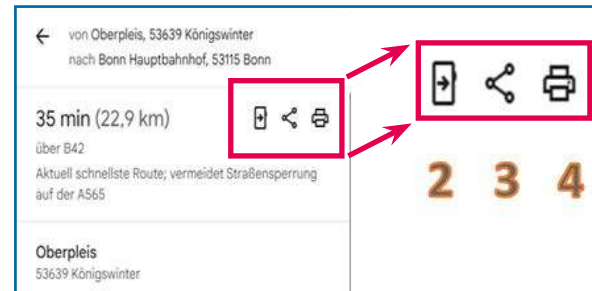 von Oberpleis, 53639 Königswinter
nach Bonn Hauptbahnhof, 53115 Bonn
35 min (22,9 km)
über B42
Aktuell schnellste Route; vermeidet Straßensperrung
auf der A565
Oberpleis
53639 Königswinter
2 3 4